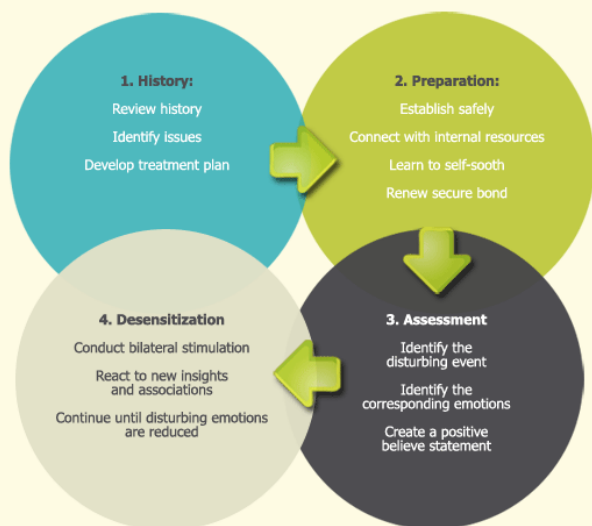 1. History:
Review history
Identify issues
Develop treatment plan
2. Preparation:
Establish safely
Connect with internal resources
Learn to self-sooth
Renew secure bond
3. Assessment
Identify the
disturbing event
Identify the
corresponding emotions
Create a positive
believe statement
4. Desensitization
Conduct bilateral stimulation
React to new insights
and associations
Continue until disturbing emotions
are reduced